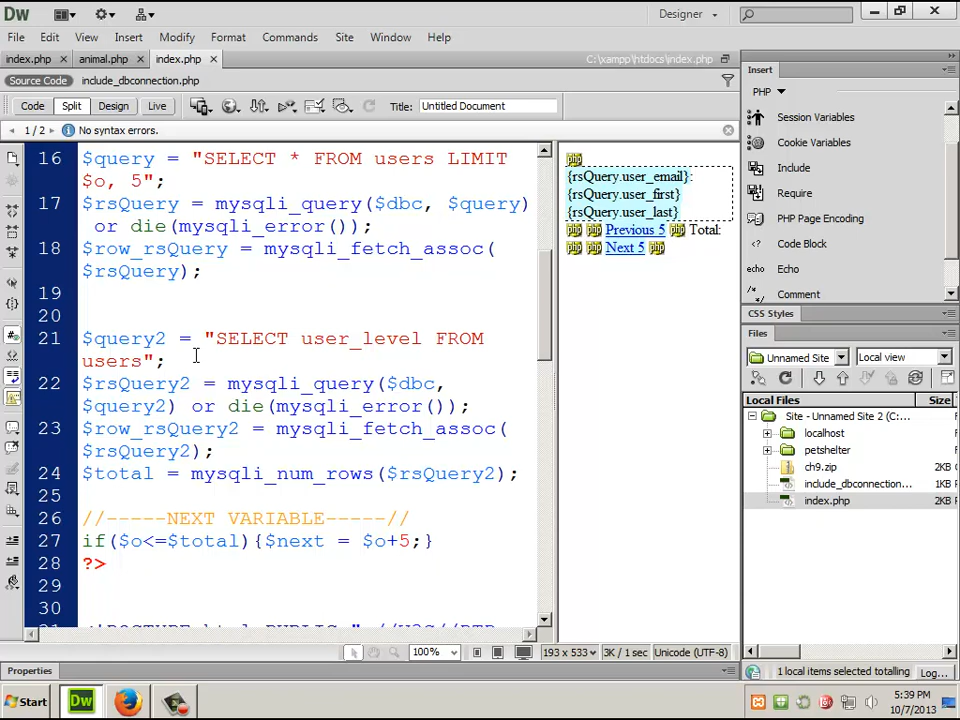 Dw
Designer
File Edit View Insert Modify Format Commands Site Window Help
index.php × animal.php × index.php × C:\xampp\htdocs\index.php
Source Code include_dbconnection.php
Code Split Design Live Title: Untitled Document
1 / 2 No syntax errors.
16 $query = "SELECT * FROM users LIMIT
$o, 5";
17 $rsQuery = mysqli_query($dbc, $query)
or die(mysqli_error());
18 $row_rsQuery = mysqli_fetch_assoc(
$rsQuery);
19
20
21 $query2 = "SELECT user_level FROM
users";
22 $rsQuery2 = mysqli_query($dbc,
$query2) or die(mysqli_error());
23 $row_rsQuery2 = mysqli_fetch_assoc(
$rsQuery2);
24 $total = mysqli_num_rows($rsQuery2);
25
26 //-----NEXT VARIABLE-----//
27 if($o<=$total){$next = $o+5;}
28 ?>
29
30
php
{rsQuery.user_email}:
{rsQuery.user_first}
{rsQuery.user_last}
php php Previous 5 php Total:
php php Next 5 php
Insert
PHP
Session Variables
Cookie Variables
Include
Require
PHP Page Encoding
Code Block
Echo
Comment
CSS Styles
Files
Unnamed Site Local view
Local Files Size
Site - Unnamed Site 2 (C:...
localhost
petshelter
ch9.zip 2KB
include_dbconnection... 1KB
index.php 2KB
100% 193 x 533 3K / 1 sec Unicode (UTF-8)
Properties
1 local items selected totalling Log...
Start Dw
5:39 PM
10/7/2013